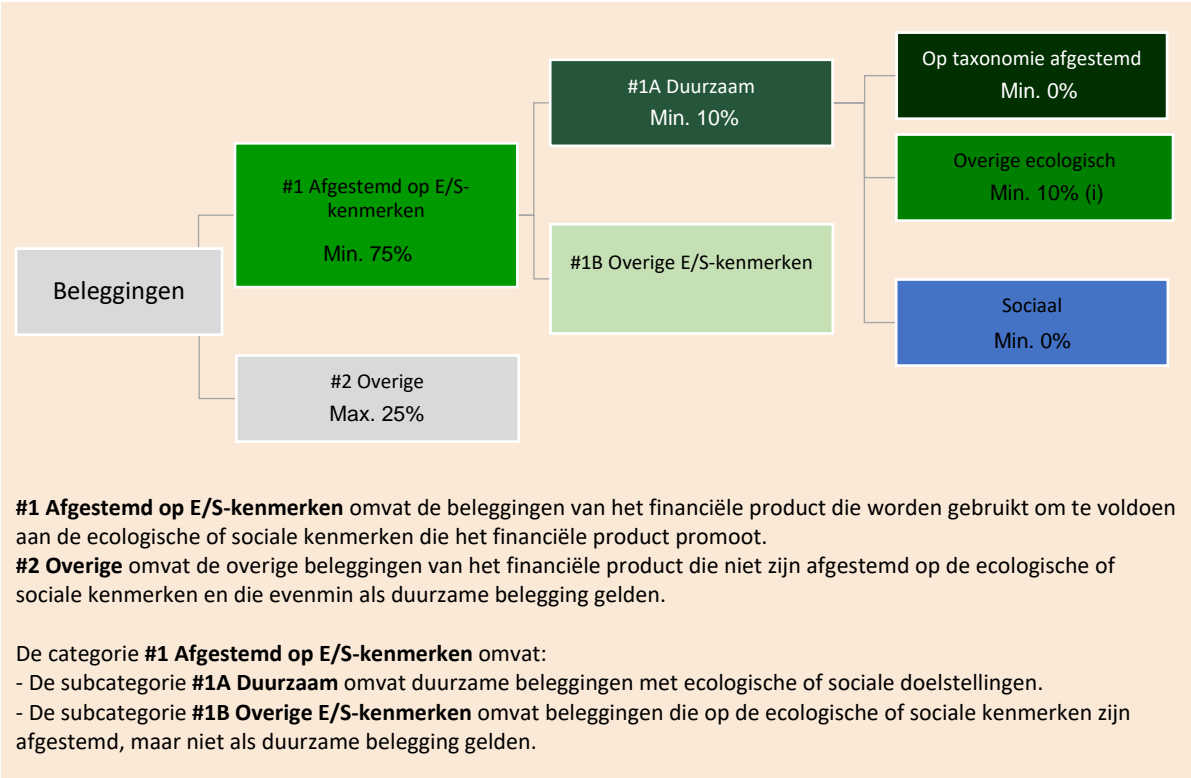 Op taxonomie afgestemd
Min. 0%
#1A Duurzaam
Min. 10%
Overige ecologisch
Min. 10% (i)
#1 Afgestemd op E/S-
kenmerken
Min. 75%
#1B Overige E/S-kenmerken
Beleggingen
Sociaal
Min. 0%
#2 Overige
Max. 25%
#1 Afgestemd op E/S-kenmerken omvat de beleggingen van het financiële product die worden gebruikt om te voldoen
aan de ecologische of sociale kenmerken die het financiële product promoot.
#2 Overige omvat de overige beleggingen van het financiële product die niet zijn afgestemd op de ecologische of
sociale kenmerken en die evenmin als duurzame belegging gelden.
De categorie #1 Afgestemd op E/S-kenmerken omvat:
- De subcategorie #1A Duurzaam omvat duurzame beleggingen met ecologische of sociale doelstellingen.
- De subcategorie #1B Overige E/S-kenmerken omvat beleggingen die op de ecologische of sociale kenmerken zijn
afgestemd, maar niet als duurzame belegging gelden.